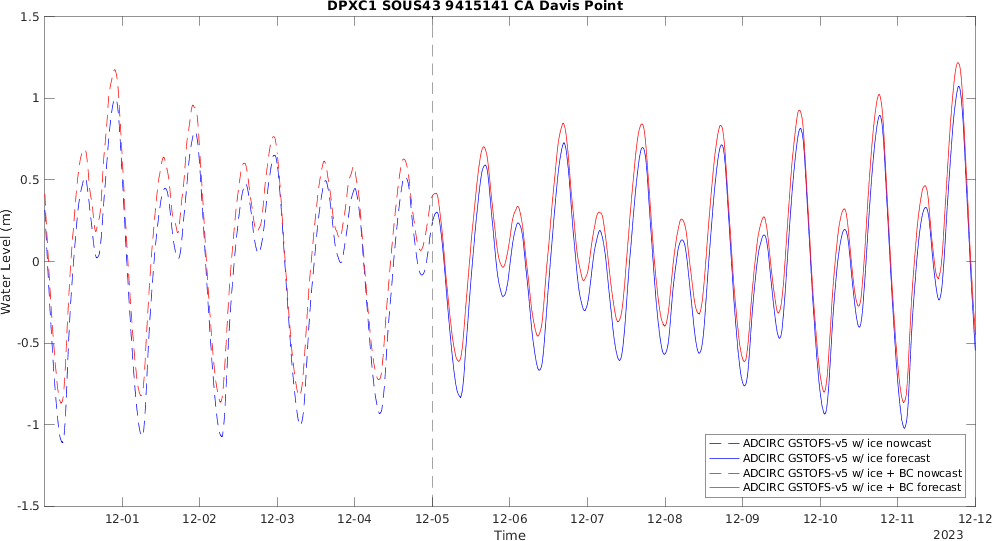 DPXC1 SOUS43 9415141 CA Davis Point
1.5
1
0.5
0
-0.5
-1
-1.5
Water Level (m)
ADCIRC GSTOFS-v5 w/ ice nowcast
ADCIRC GSTOFS-v5 w/ ice forecast
ADCIRC GSTOFS-v5 w/ ice + BC nowcast
ADCIRC GSTOFS-v5 w/ ice + BC forecast
12-01 12-02 12-03 12-04 12-05 12-06 12-07 12-08 12-09 12-10 12-11 12-12
Time
2023